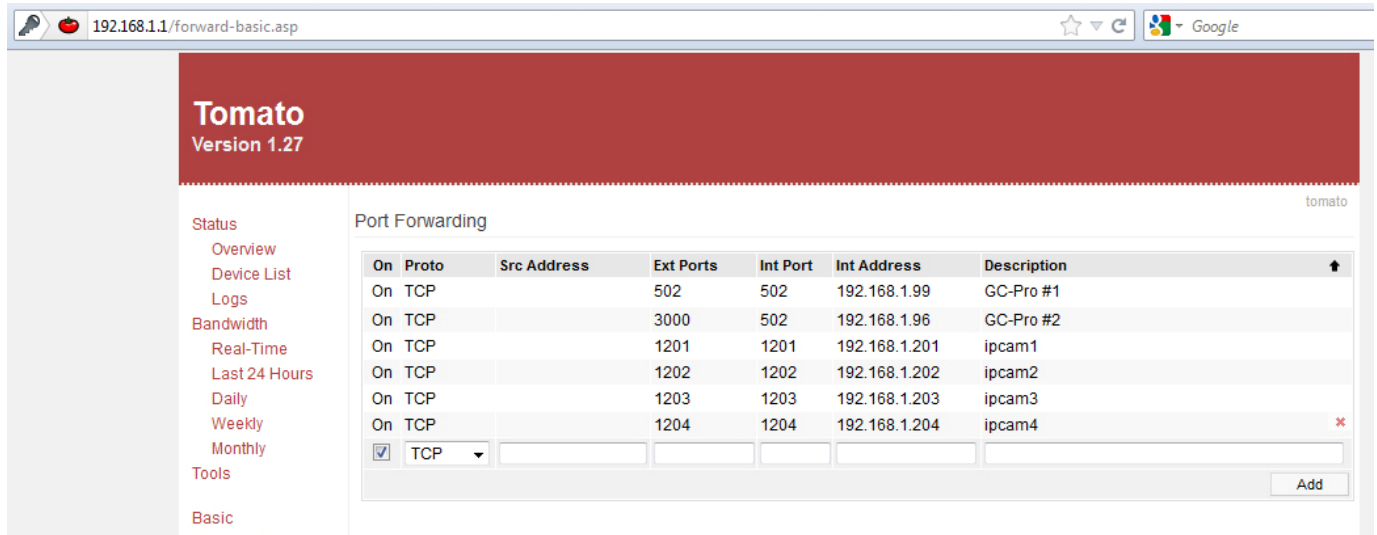 192.168.1.1/forward-basic.asp Google
Tomato
Version 1.27
tomato
Status
Overview
Device List
Logs
Bandwidth
Real-Time
Last 24 Hours
Daily
Weekly
Monthly
Tools
Basic
Port Forwarding
On Proto Src Address Ext Ports Int Port Int Address Description
On TCP 502 502 192.168.1.99 GC-Pro #1
On TCP 3000 502 192.168.1.96 GC-Pro #2
On TCP 1201 1201 192.168.1.201 ipcam1
On TCP 1202 1202 192.168.1.202 ipcam2
On TCP 1203 1203 192.168.1.203 ipcam3
On TCP 1204 1204 192.168.1.204 ipcam4
TCP
Add